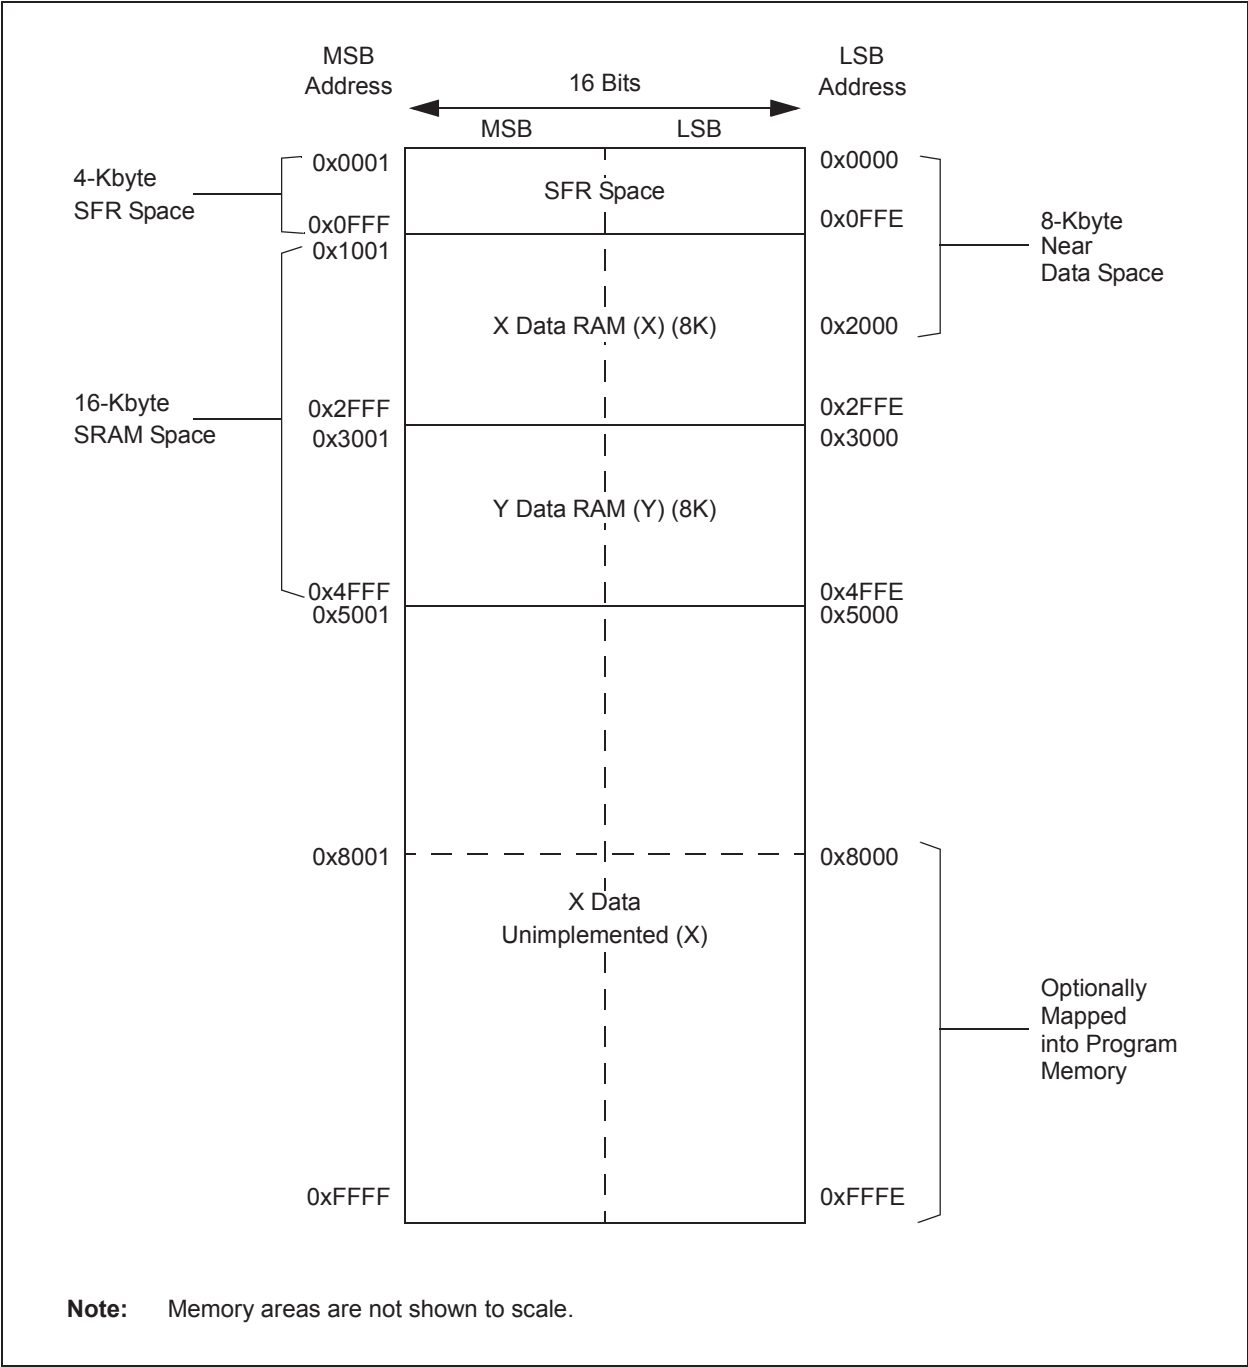 MSB
Address
16 Bits
LSB
Address
MSB
LSB
4-Kbyte
SFR Space
0x0001
SFR Space
0x0000
0x0FFF
0x0FFE
8-Kbyte
Near
Data Space
0x1001
X Data RAM (X) (8K)
0x2000
16-Kbyte
SRAM Space
0x2FFF
0x2FFE
0x3001
0x3000
Y Data RAM (Y) (8K)
0x4FFF
0x4FFE
0x5001
0x5000
0x8001
0x8000
X Data
Unimplemented (X)
Optionally
Mapped
into Program
Memory
0xFFFF
0xFFFE
Note: Memory areas are not shown to scale.